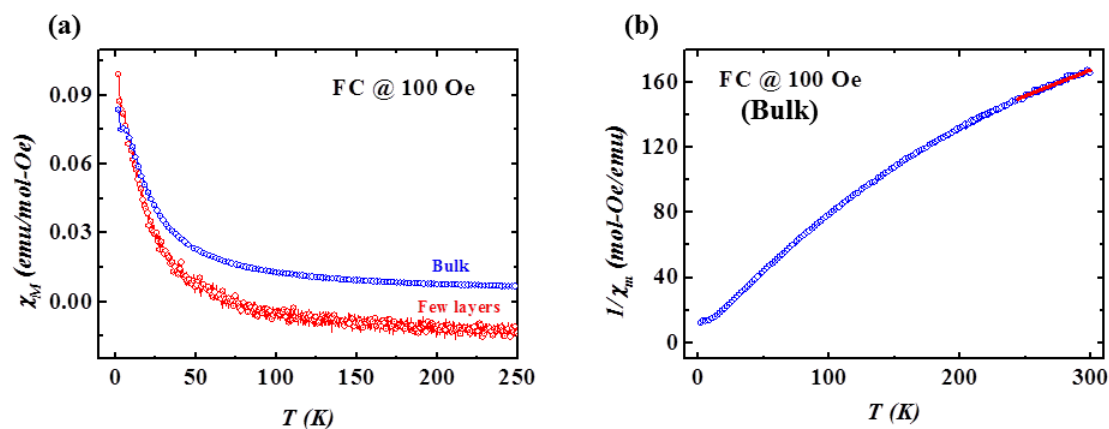 (a)
FC @ 100 Oe
0.09
0.06
0.03
0.00
χM (emu/mol-Oe)
Bulk
Few layers
0 50 100 150 200 250
T (K)
(b)
FC @ 100 Oe
(Bulk)
160
120
80
40
0
1/χm (mol-Oe/emu)
0 100 200 300
T (K)